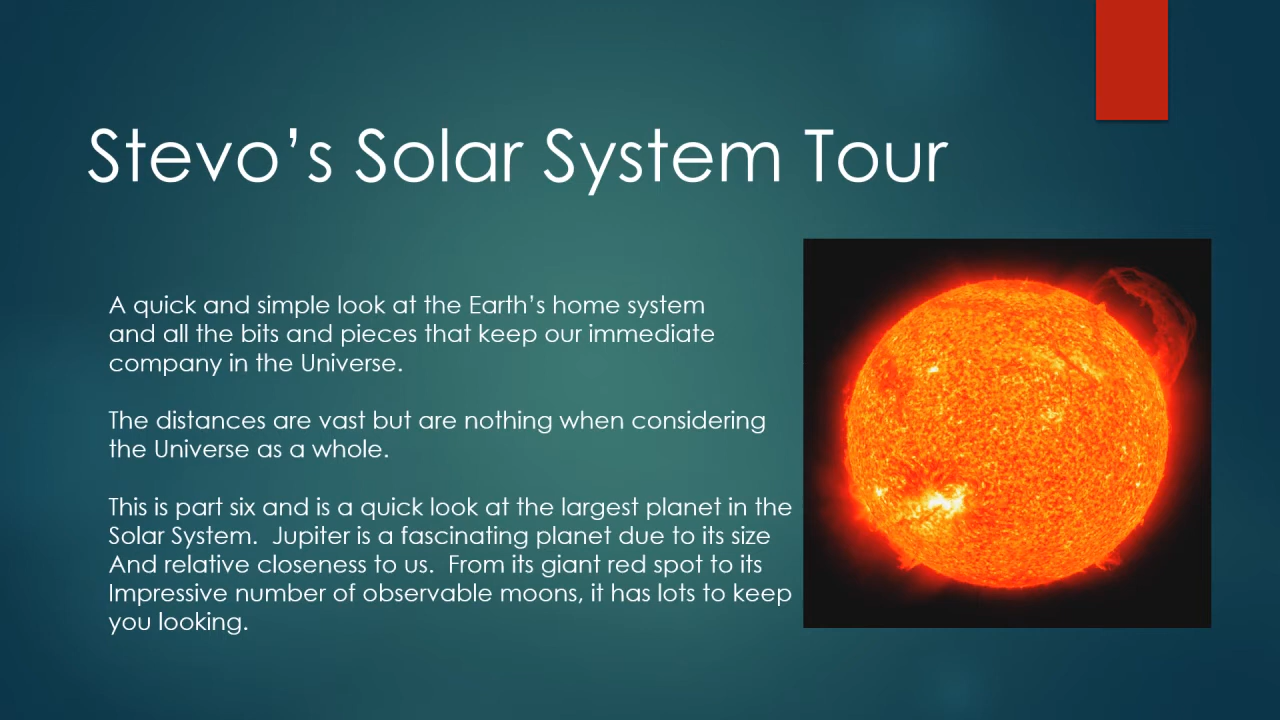 Stevo’s Solar System Tour
A quick and simple look at the Earth’s home system
and all the bits and pieces that keep our immediate
company in the Universe.
The distances are vast but are nothing when considering
the Universe as a whole.
This is part six and is a quick look at the largest planet in the
Solar System.  Jupiter is a fascinating planet due to its size
And relative closeness to us.  From its giant red spot to its
Impressive number of observable moons, it has lots to keep
you looking.